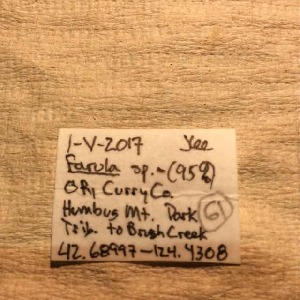 1-V-2017 Yee
Farula sp. - (95%)
OR, Curry Co
Humbug Mt. Park
Trib. to Brush Creek 61
42.68997 -124.4308